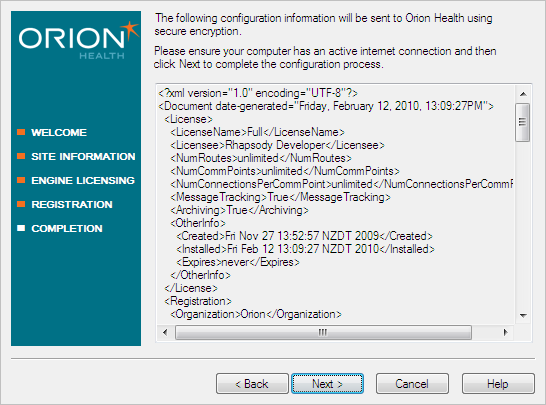 The following configuration information will be sent to Orion Health using
secure encryption.
Please ensure your computer has an active internet connection and then
click Next to complete the configuration process.
ORION
HEALTH
WELCOME
SITE INFORMATION
ENGINE LICENSING
REGISTRATION
COMPLETION
<?xml version="1.0" encoding="UTF-8"?>
<Document date-generated="Friday, February 12, 2010, 13:09:27PM">
<License>
<LicenseName>Full</LicenseName>
<Licensee>Rhapsody Developer</Licensee>
<NumRoutes>unlimited</NumRoutes>
<NumCommPoints>unlimited</NumCommPoints>
<NumConnectionsPerCommPoint>unlimited</NumConnectionsPerCommF
<MessageTracking>True</MessageTracking>
<Archiving>True</Archiving>
<OtherInfo>
<Created>Fri Nov 27 13:52:57 NZDT 2009</Created>
<Installed>Fri Feb 12 13:09:27 NZDT 2010</Installed>
<Expires>never</Expires>
</OtherInfo>
</License>
<Registration>
<Organization>Orion</Organization>
< Back
Next >
Cancel
Help